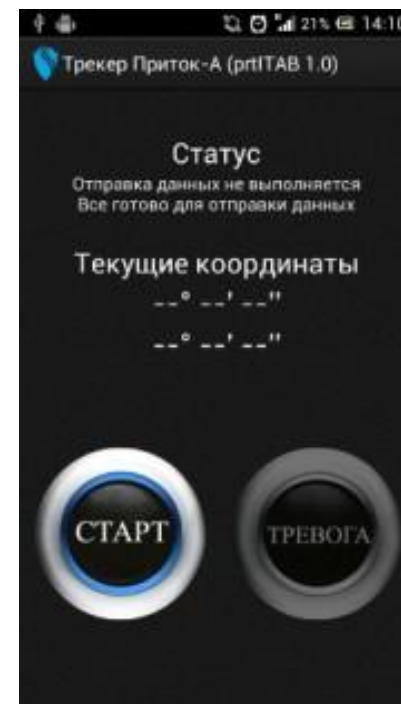 21% 14:10
Трекер Приток-А (prtITAB 1.0)
Статус
Отправка данных не выполняется
Все готово для отправки данных
Текущие координаты
--° --' --"
--° --' --"
СТАРТ
ТРЕВОГА